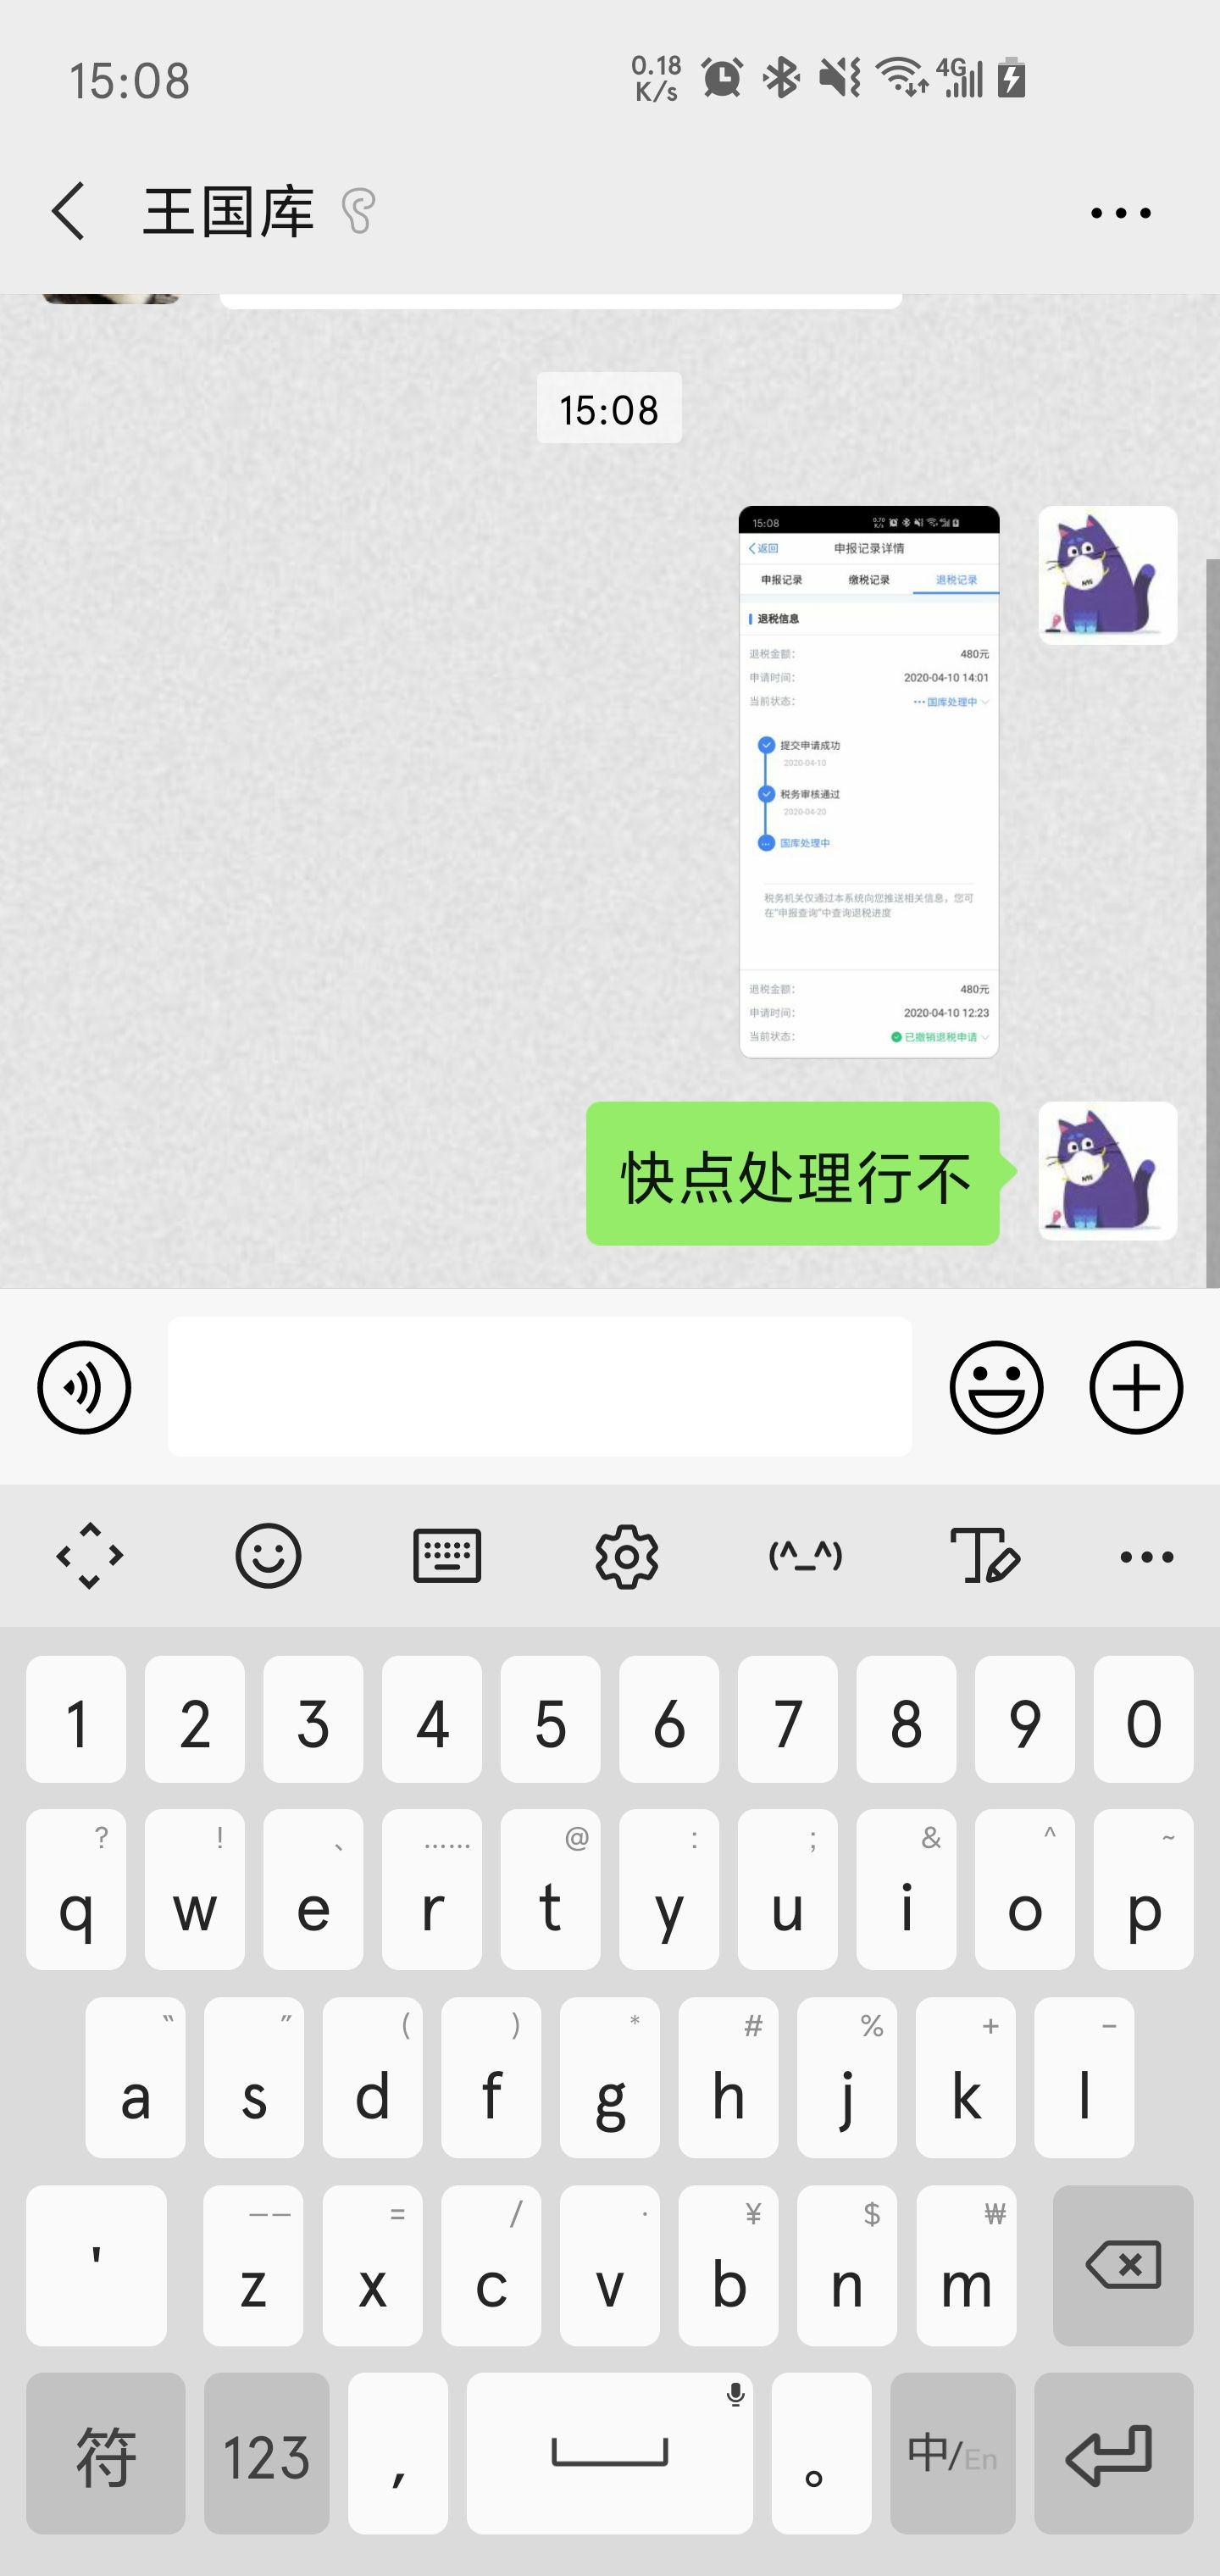 15:08
0.18
K/s
4G
王国库
15:08
15:08
返回
申报记录详情
申报记录 缴税记录 退税记录
退税信息
退税金额: 480元
申请时间: 2020-04-10 14:01
当前状态: 国库处理中
提交申请成功
2020-04-10
税务审核通过
2020-04-20
国库处理中
税务机关仅通过本系统向您推送相关信息，您可
在"申报查询"中查询退税进度
退税金额: 480元
申请时间: 2020-04-10 12:23
当前状态: 已撤销退税申请
快点处理行不
(^_^)
1 2 3 4 5 6 7 8 9 0
? ! 、 …… @ : ; & ^ ~
q w e r t y u i o p
“ ” ( ) * # % + −
a s d f g h j k l
—— = / · ¥ $ ₩
' z x c v b n m
符 123 , 。 中/En